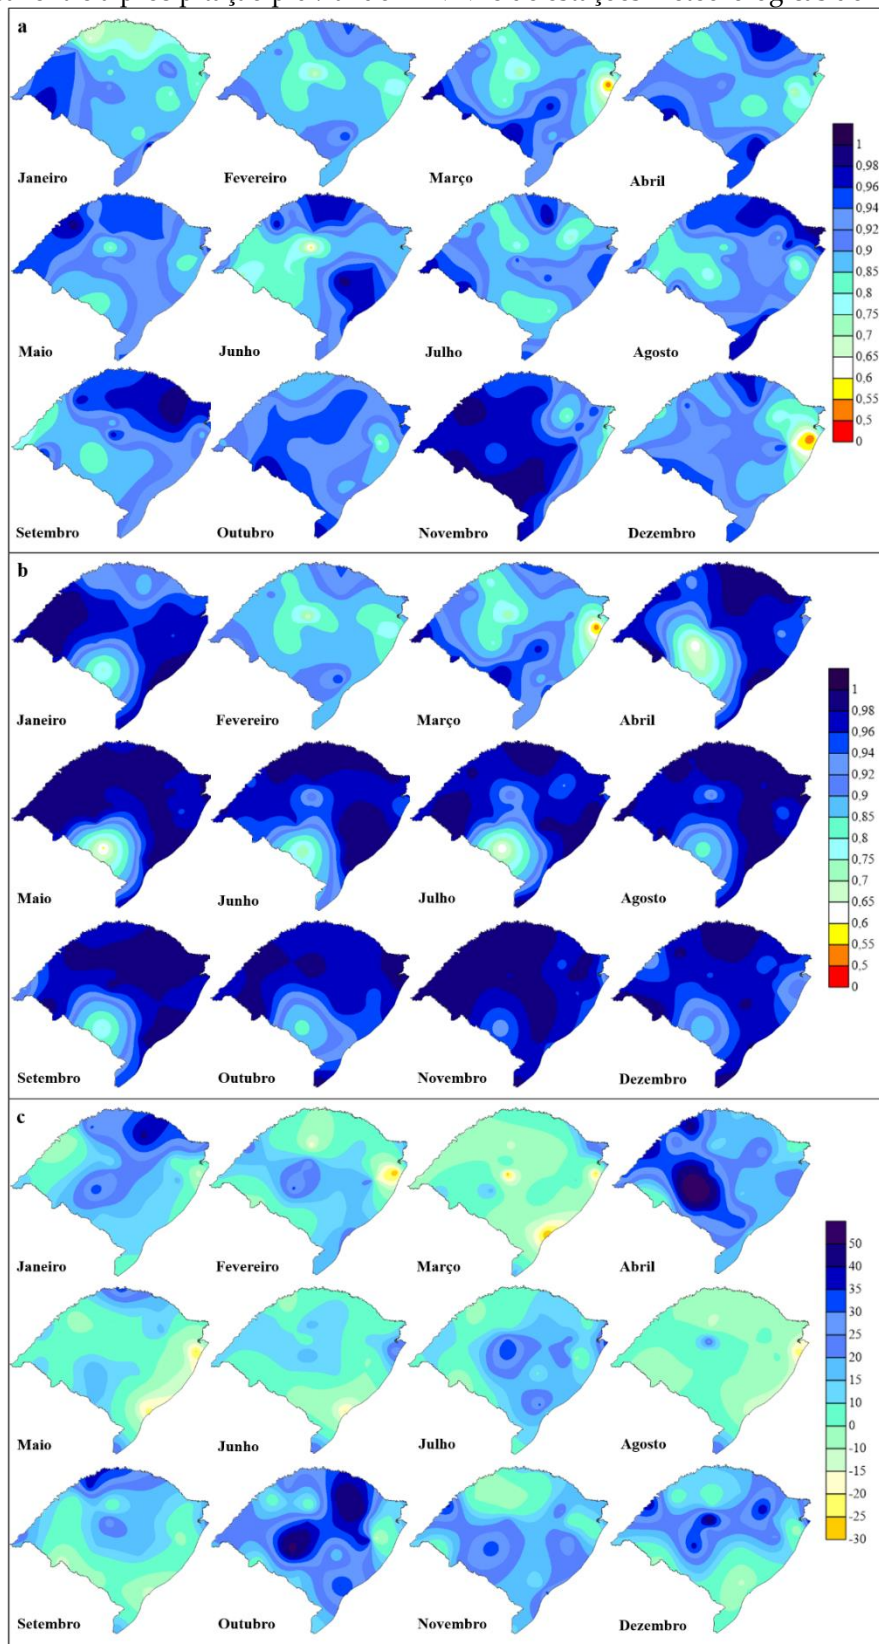 a
Janeiro
Fevereiro
Março
Abril
1
0,98
0,96
0,94
0,92
0,9
0,85
0,8
0,75
0,7
0,65
0,6
0,55
0,5
0
Maio
Junho
Julho
Agosto
Setembro
Outubro
Novembro
Dezembro
b
Janeiro
Fevereiro
Março
Abril
1
0,98
0,96
0,94
0,92
0,9
0,85
0,8
0,75
0,7
0,65
0,6
0,55
0,5
0
Maio
Junho
Julho
Agosto
Setembro
Outubro
Novembro
Dezembro
c
Janeiro
Fevereiro
Março
Abril
50
40
35
30
25
20
15
10
0
-10
-15
-20
-25
-30
Maio
Junho
Julho
Agosto
Setembro
Outubro
Novembro
Dezembro